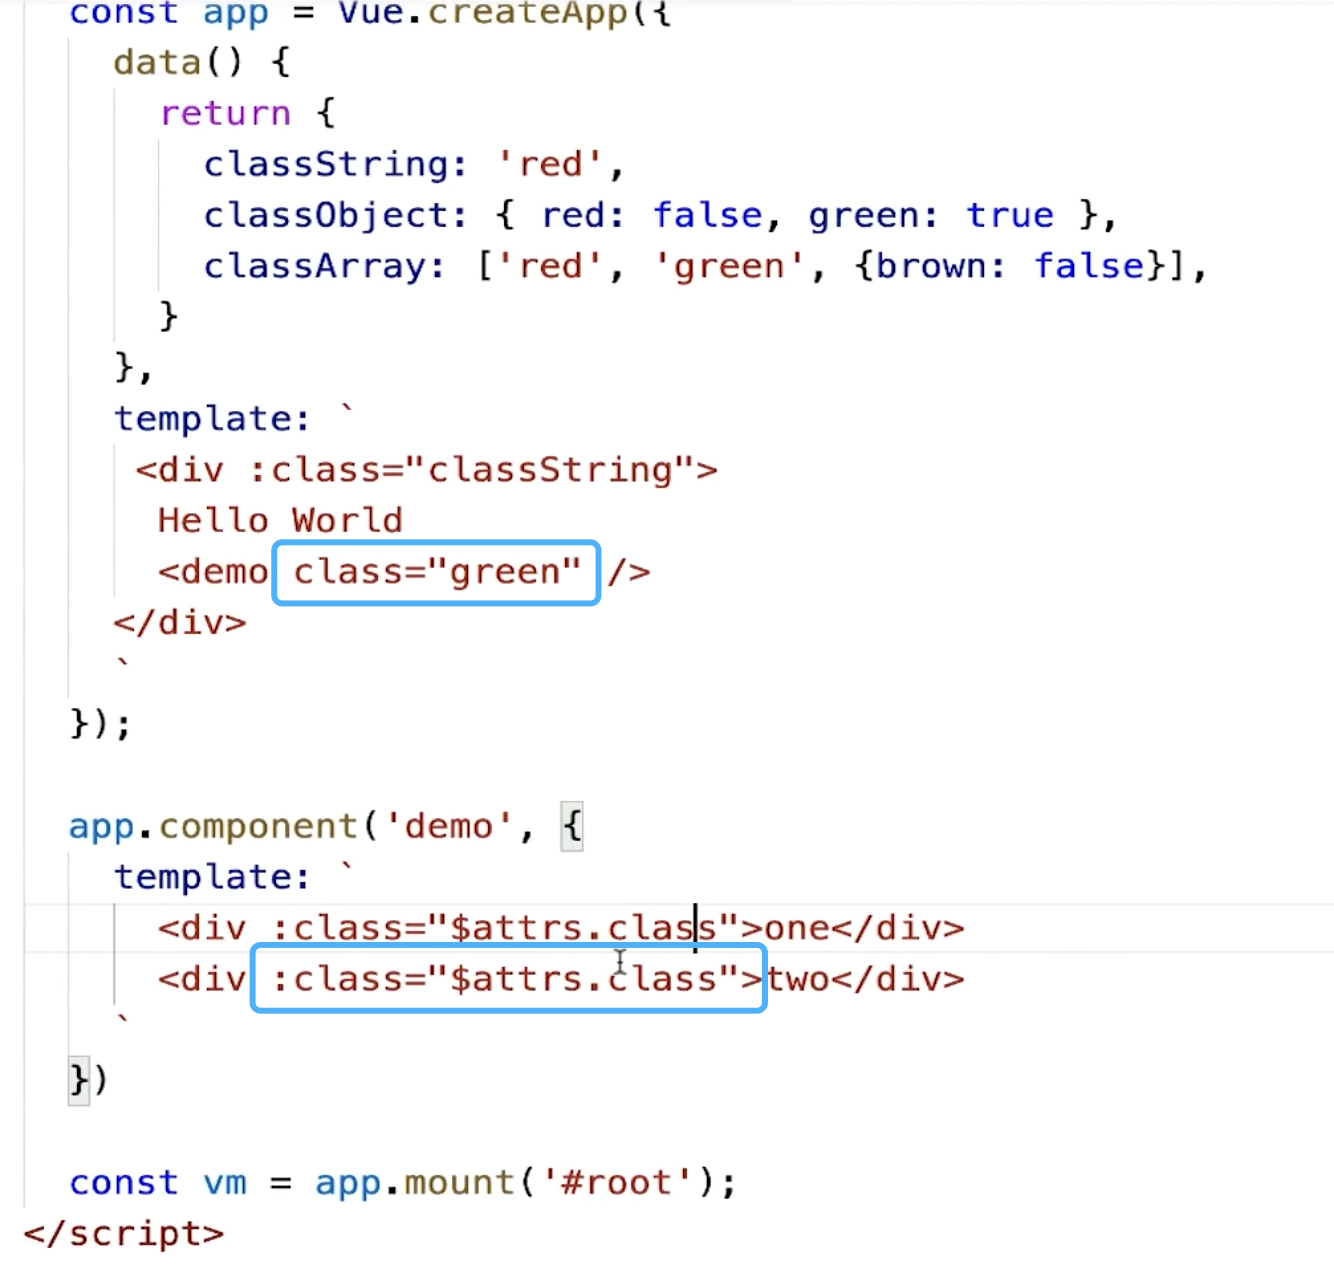 const app = Vue.createApp({
data() {
return {
classString: 'red',
classObject: { red: false, green: true },
classArray: ['red', 'green', {brown: false}],
}
},
template: `
<div :class="classString">
Hello World
<demo class="green" />
</div>
`
});
app.component('demo', {
template: `
<div :class="$attrs.class">one</div>
<div :class="$attrs.class">two</div>
`
})
const vm = app.mount('#root');
</script>